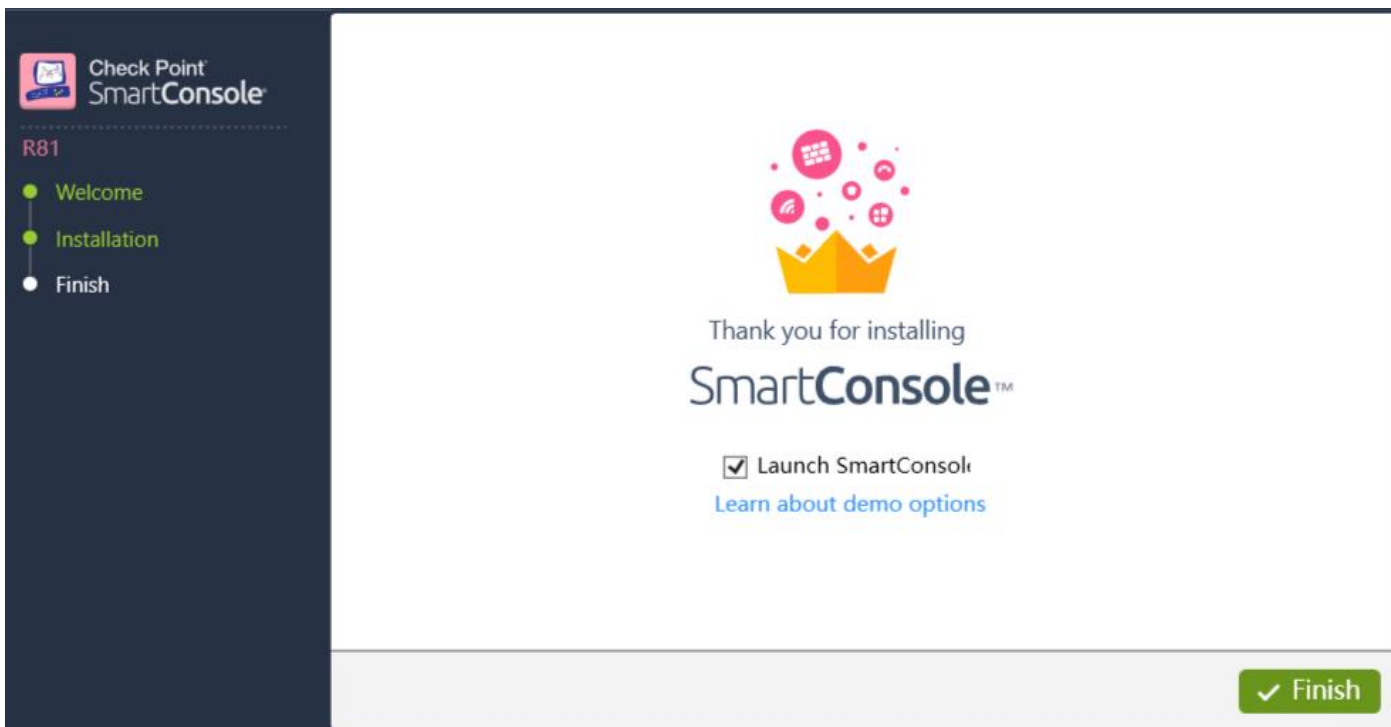 Check Point
SmartConsole
R81
Welcome
Installation
Finish
Thank you for installing
SmartConsole™
Launch SmartConsole
Learn about demo options
Finish